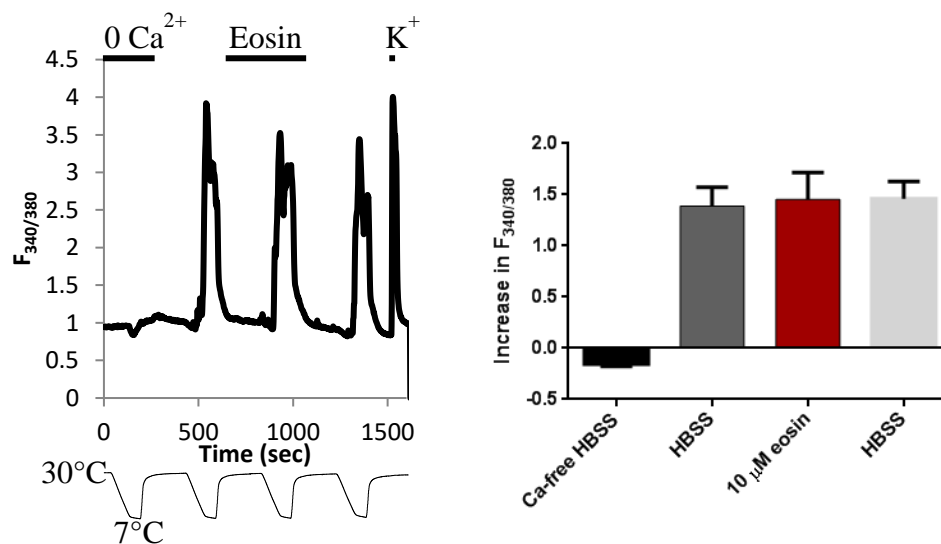 0 Ca²⁺ Eosin K⁺
4.5
4
3.5
3
2.5
2
1.5
1
0.5
0
F₃₄₀/₃₈₀
0 500 1000 1500
Time (sec)
30°C
7°C
2.0
1.5
1.0
0.5
0.0
-0.5
Increase in F₃₄₀/₃₈₀
Ca-free HBSS
HBSS
10 μM eosin
HBSS